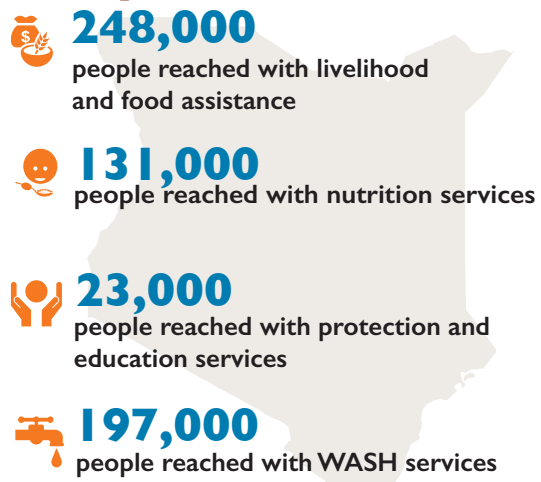 248,000
people reached with livelihood
and food assistance
131,000
people reached with nutrition services
23,000
people reached with protection and
education services
197,000
people reached with WASH services